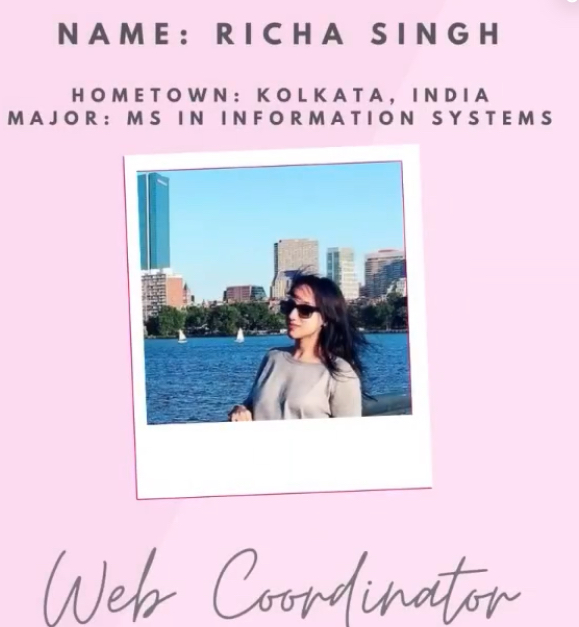 NAME: RICHA SINGH
HOMETOWN: KOLKATA, INDIA
MAJOR: MS IN INFORMATION SYSTEMS
Web Coordinator